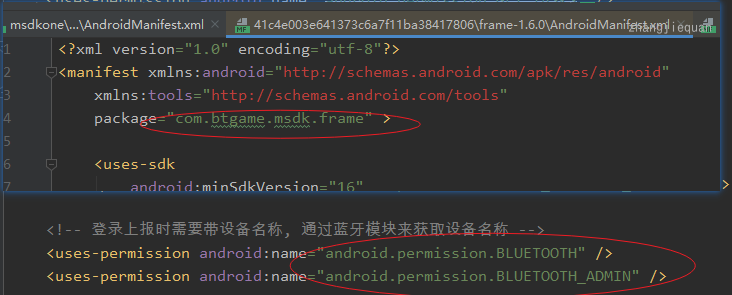 msdkone\...\AndroidManifest.xml × 41c4e003e641373c6a7f11ba38417806\frame-1.6.0\AndroidManifest.xml ×
zhangjiequan
1 <?xml version="1.0" encoding="utf-8"?>
2 <manifest xmlns:android="http://schemas.android.com/apk/res/android"
3 xmlns:tools="http://schemas.android.com/tools"
4 package="com.btgame.msdk.frame" >
5
6 <uses-sdk
7 android:minSdkVersion="16"
<!-- 登录上报时需要带设备名称, 通过蓝牙模块来获取设备名称 -->
<uses-permission android:name="android.permission.BLUETOOTH" />
<uses-permission android:name="android.permission.BLUETOOTH_ADMIN" />